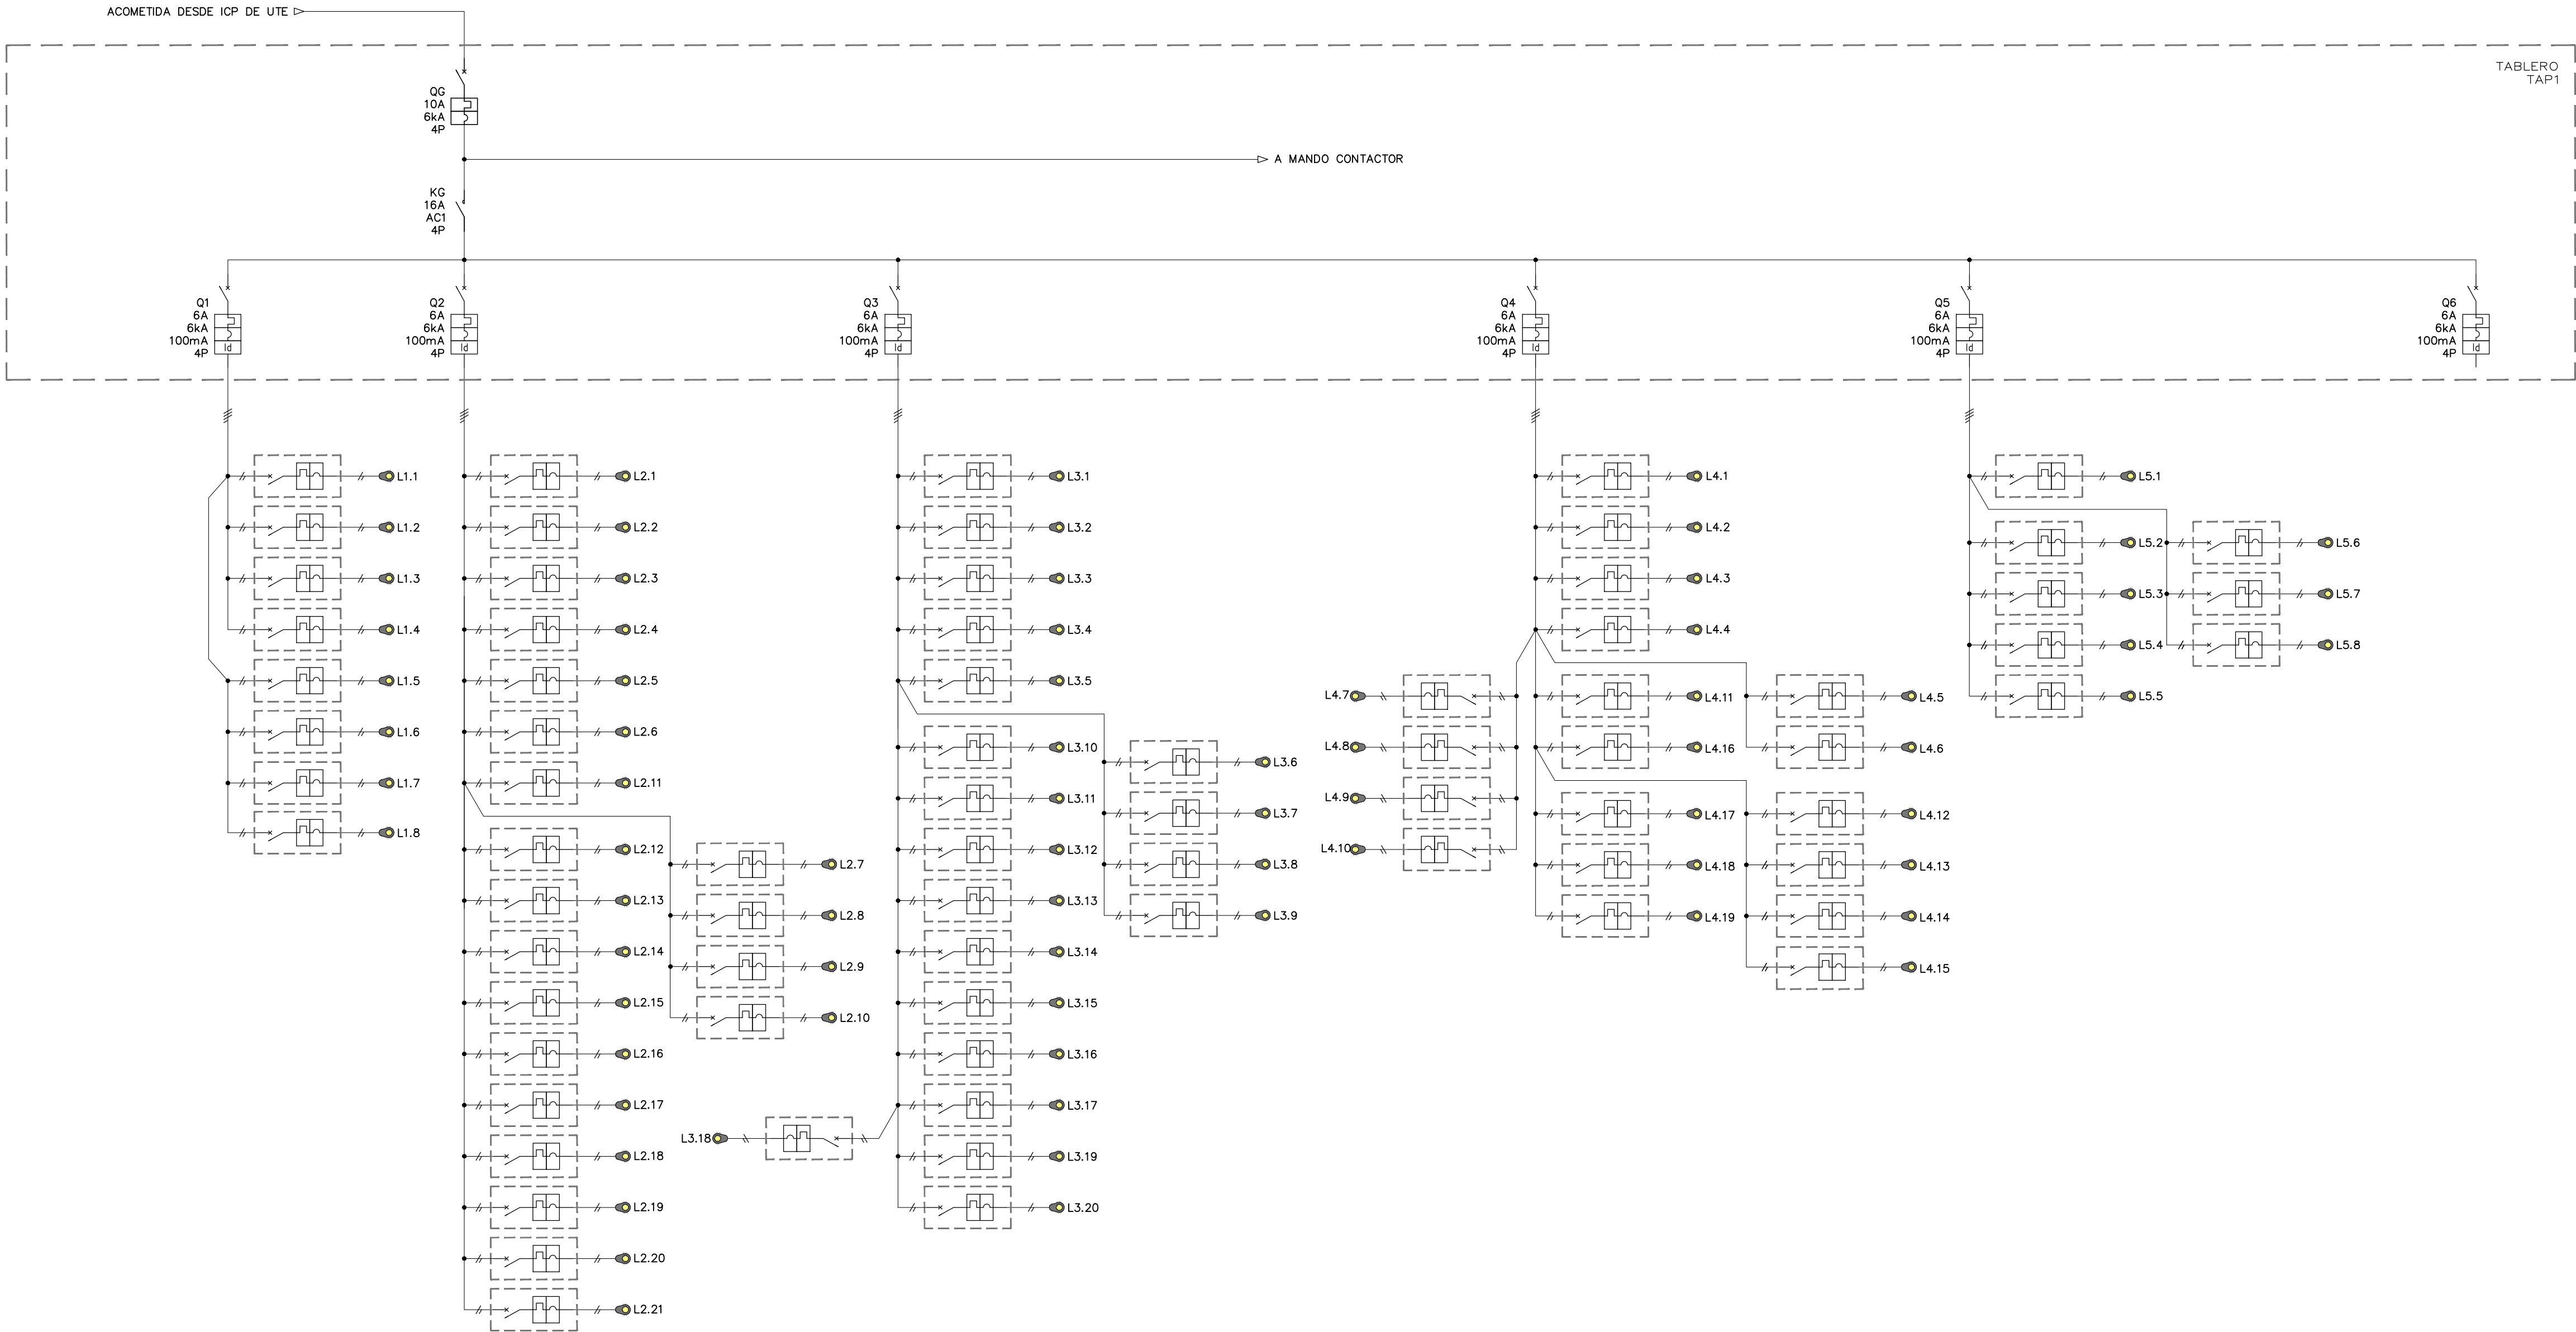 ACOMETIDA DESDE ICP DE UTE
TABLERO
TAP1
QG
10A
6kA
4P
A MANDO CONTACTOR
KG
16A
AC1
4P
Q1
6A
6kA
100mA
4P
Id
Q2
6A
6kA
100mA
4P
Id
Q3
6A
6kA
100mA
4P
Id
Q4
6A
6kA
100mA
4P
Id
Q5
6A
6kA
100mA
4P
Id
Q6
6A
6kA
100mA
4P
Id
L1.1
L1.2
L1.3
L1.4
L1.5
L1.6
L1.7
L1.8
L2.1
L2.2
L2.3
L2.4
L2.5
L2.6
L2.11
L2.12
L2.13
L2.14
L2.15
L2.16
L2.17
L2.18
L2.19
L2.20
L2.21
L2.7
L2.8
L2.9
L2.10
L3.1
L3.2
L3.3
L3.4
L3.5
L3.10
L3.11
L3.12
L3.13
L3.14
L3.15
L3.16
L3.17
L3.18
L3.19
L3.20
L3.6
L3.7
L3.8
L3.9
L4.1
L4.2
L4.3
L4.4
L4.7
L4.8
L4.9
L4.10
L4.11
L4.16
L4.17
L4.18
L4.19
L4.5
L4.6
L4.12
L4.13
L4.14
L4.15
L5.1
L5.2
L5.3
L5.4
L5.5
L5.6
L5.7
L5.8